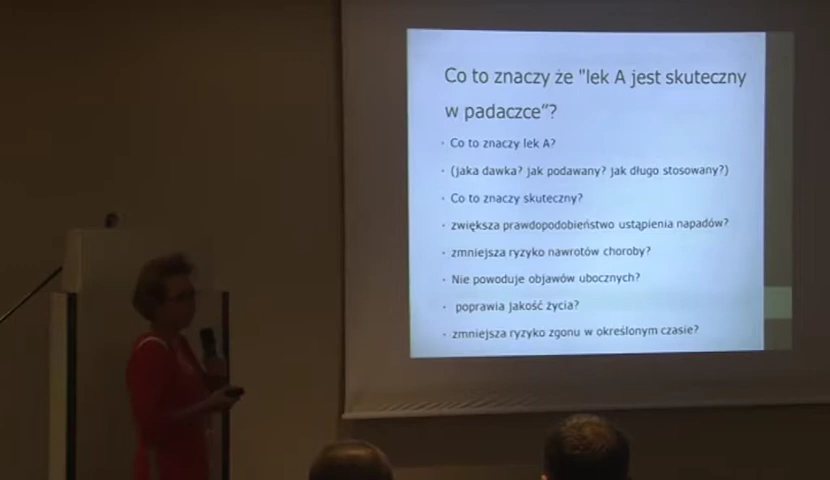 Co to znaczy że "lek A jest skuteczny
w padaczce"?
· Co to znaczy lek A?
· (jaka dawka? jak podawany? jak długo stosowany?)
· Co to znaczy skuteczny?
· zwiększa prawdopodobieństwo ustąpienia napadów?
· zmniejsza ryzyko nawrotów choroby?
· Nie powoduje objawów ubocznych?
· poprawia jakość życia?
· zmniejsza ryzyko zgonu w określonym czasie?